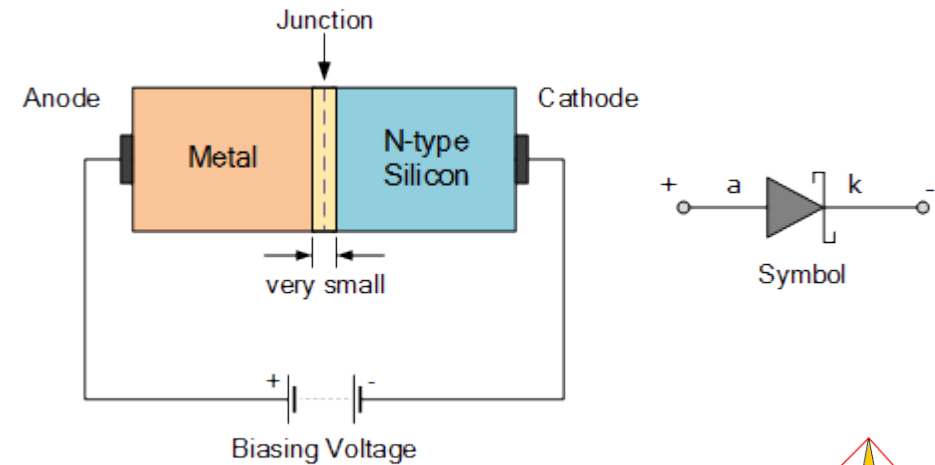 Junction
Anode
Cathode
Metal
N-type
Silicon
very small
+
-
Biasing Voltage
+
a
k
-
Symbol